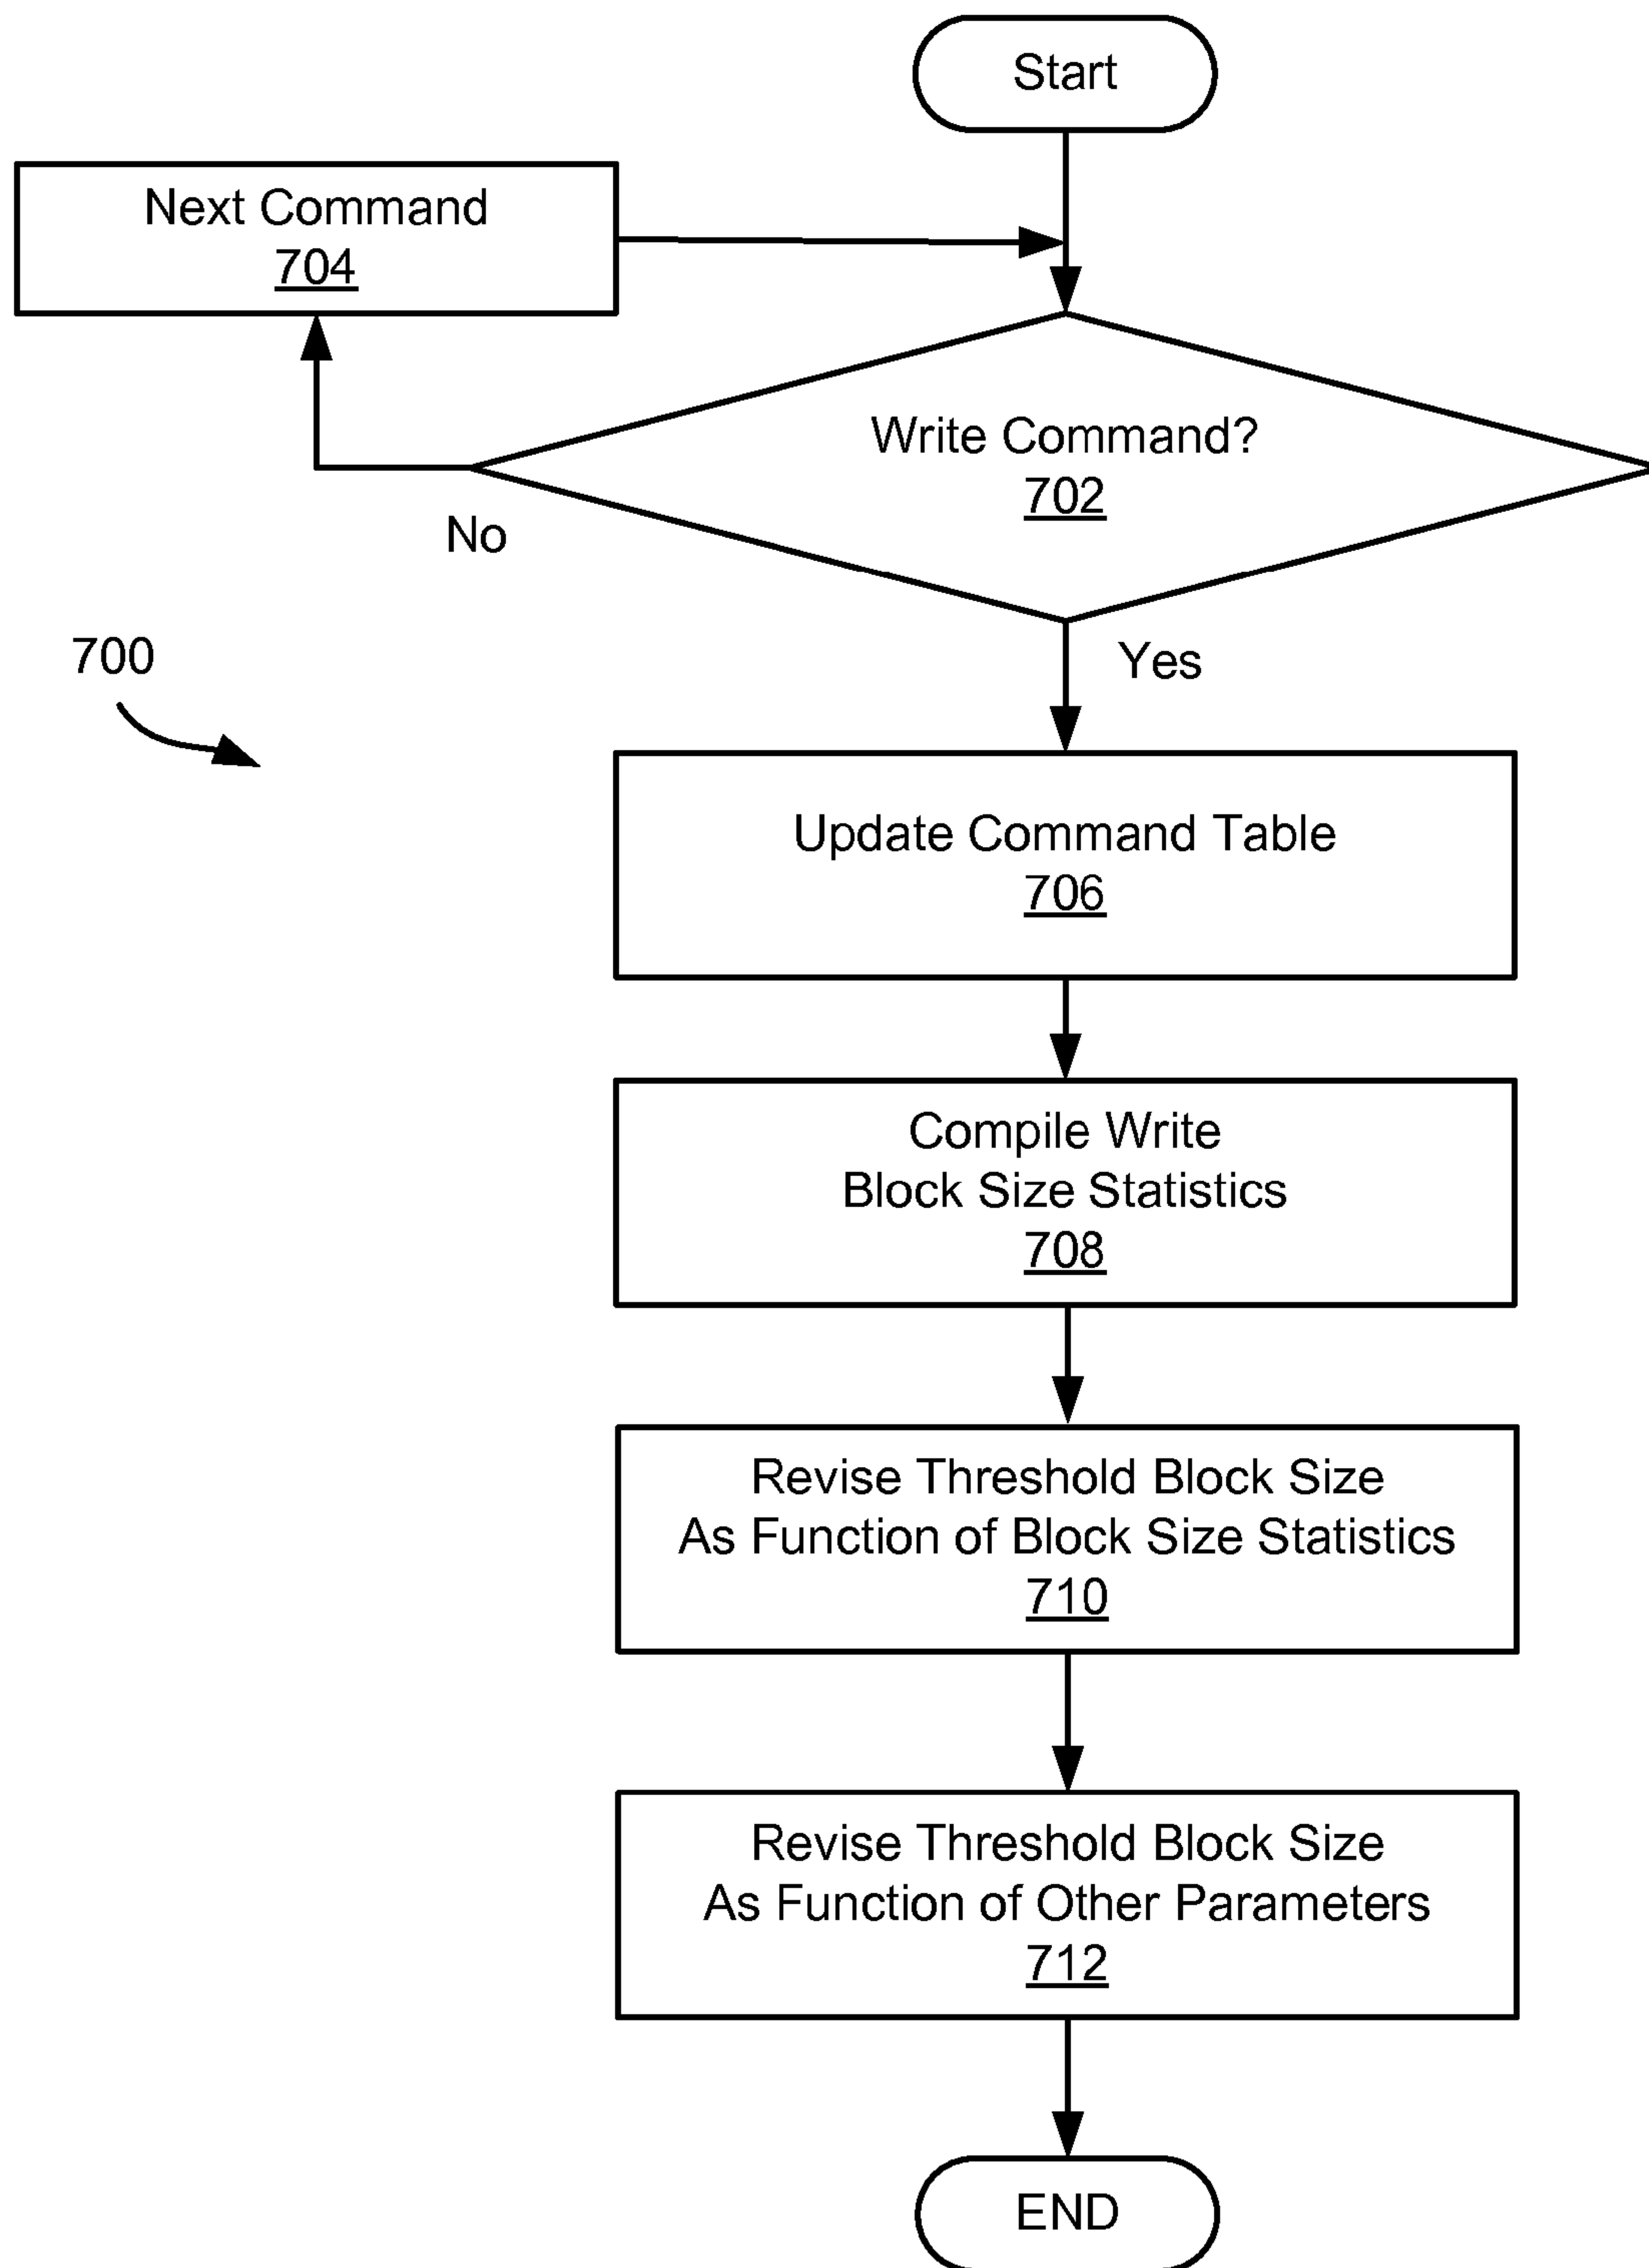 Start
Next Command
704
Write Command?
702
No
Yes
700
Update Command Table
706
Compile Write
Block Size Statistics
708
Revise Threshold Block Size
As Function of Block Size Statistics
710
Revise Threshold Block Size
As Function of Other Parameters
712
END